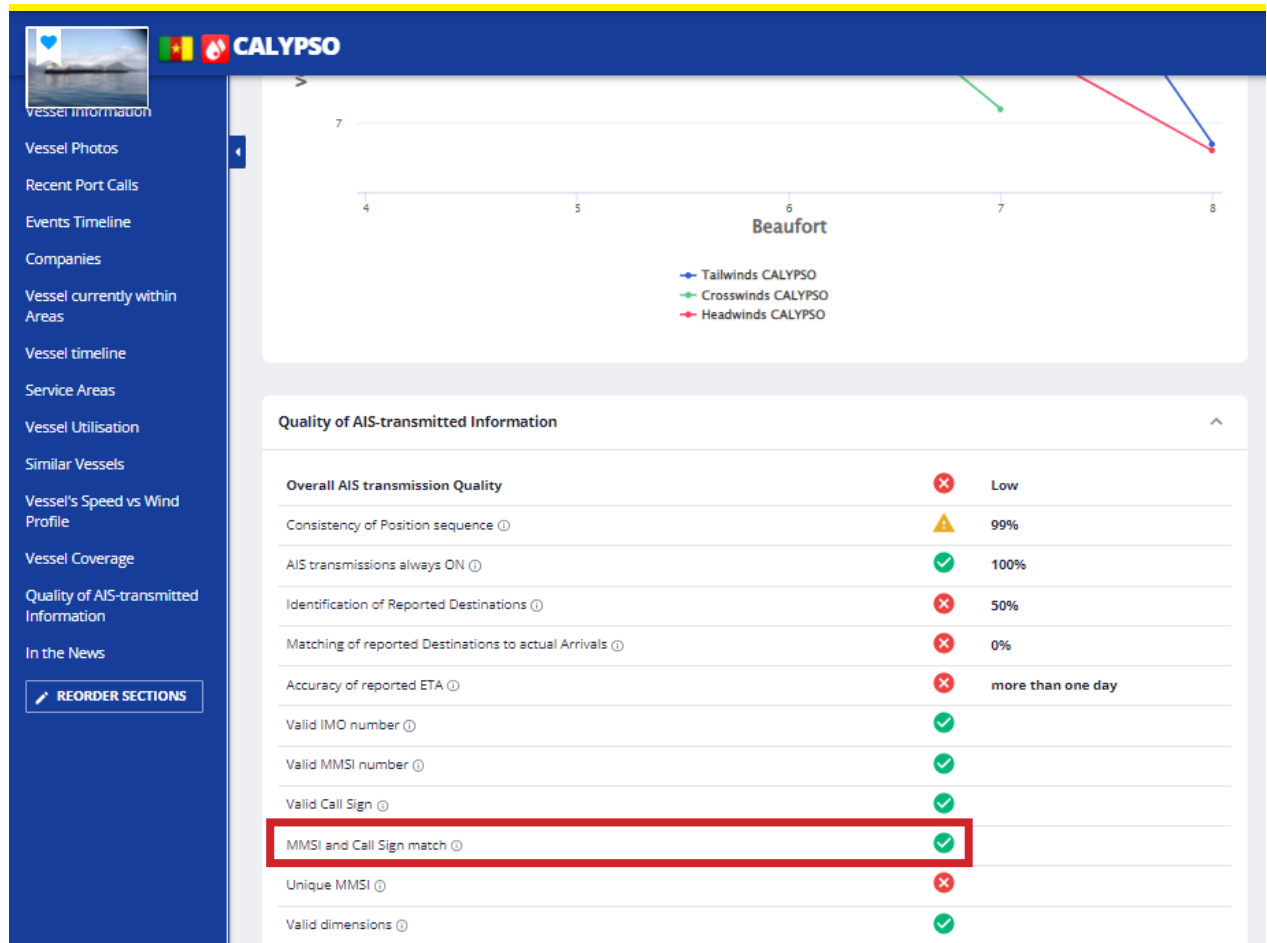 CALYPSO
Vessel Information
Vessel Photos
Recent Port Calls
Events Timeline
Companies
Vessel currently within
Areas
Vessel timeline
Service Areas
Vessel Utilisation
Similar Vessels
Vessel's Speed vs Wind
Profile
Vessel Coverage
Quality of AIS-transmitted
Information
In the News
REORDER SECTIONS
7
4 5 6 7 8
Beaufort
Tailwinds CALYPSO
Crosswinds CALYPSO
Headwinds CALYPSO
Quality of AIS-transmitted Information
Overall AIS transmission Quality Low
Consistency of Position sequence 99%
AIS transmissions always ON 100%
Identification of Reported Destinations 50%
Matching of reported Destinations to actual Arrivals 0%
Accuracy of reported ETA more than one day
Valid IMO number
Valid MMSI number
Valid Call Sign
MMSI and Call Sign match
Unique MMSI
Valid dimensions